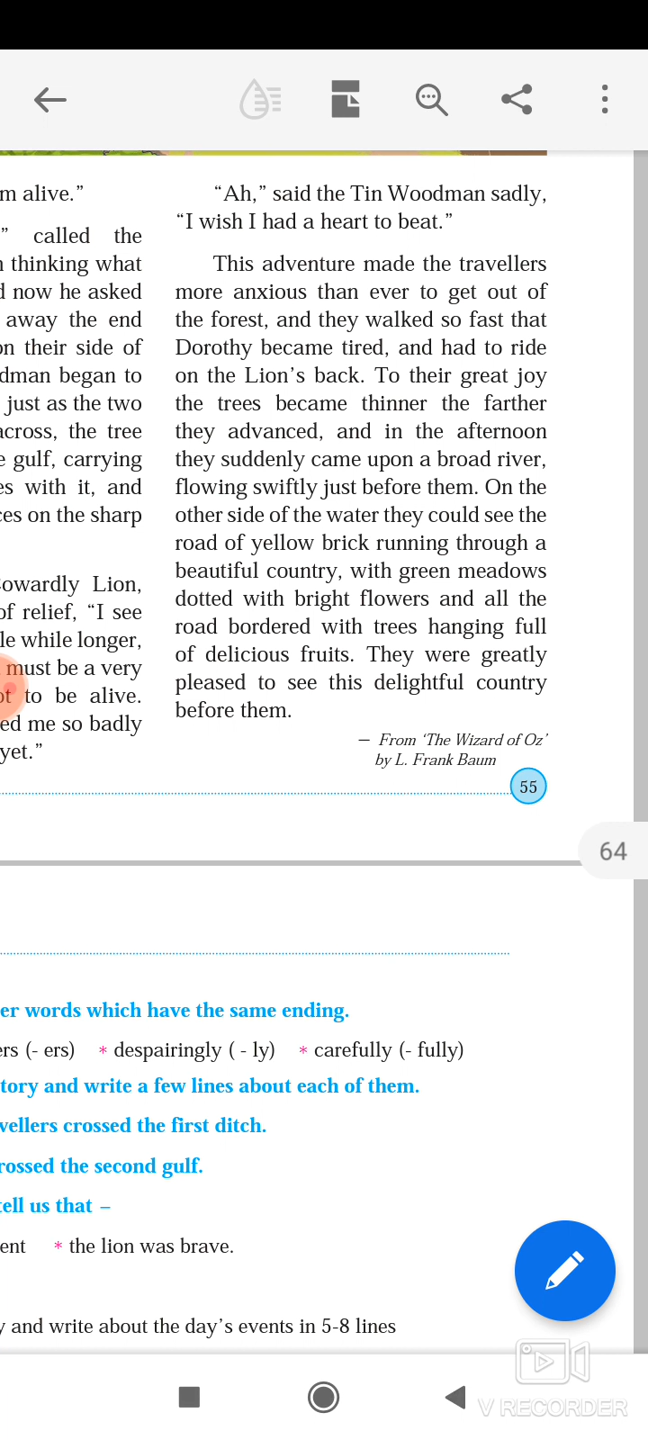 m alive.”
” called the
thinking what
d now he asked
away the end
on their side of
dman began to
just as the two
across, the tree
e gulf, carrying
es with it, and
ces on the sharp
Cowardly Lion,
of relief, “I see
le while longer,
must be a very
ot to be alive.
ed me so badly
yet.”
“Ah,” said the Tin Woodman sadly,
“I wish I had a heart to beat.”
This adventure made the travellers
more anxious than ever to get out of
the forest, and they walked so fast that
Dorothy became tired, and had to ride
on the Lion’s back. To their great joy
the trees became thinner the farther
they advanced, and in the afternoon
they suddenly came upon a broad river,
flowing swiftly just before them. On the
other side of the water they could see the
road of yellow brick running through a
beautiful country, with green meadows
dotted with bright flowers and all the
road bordered with trees hanging full
of delicious fruits. They were greatly
pleased to see this delightful country
before them.
— From ‘The Wizard of Oz’
by L. Frank Baum
55
64
er words which have the same ending.
ers (- ers) * despairingly ( - ly) * carefully (- fully)
tory and write a few lines about each of them.
vellers crossed the first ditch.
rossed the second gulf.
tell us that –
ent * the lion was brave.
y and write about the day’s events in 5-8 lines
V RECORDER